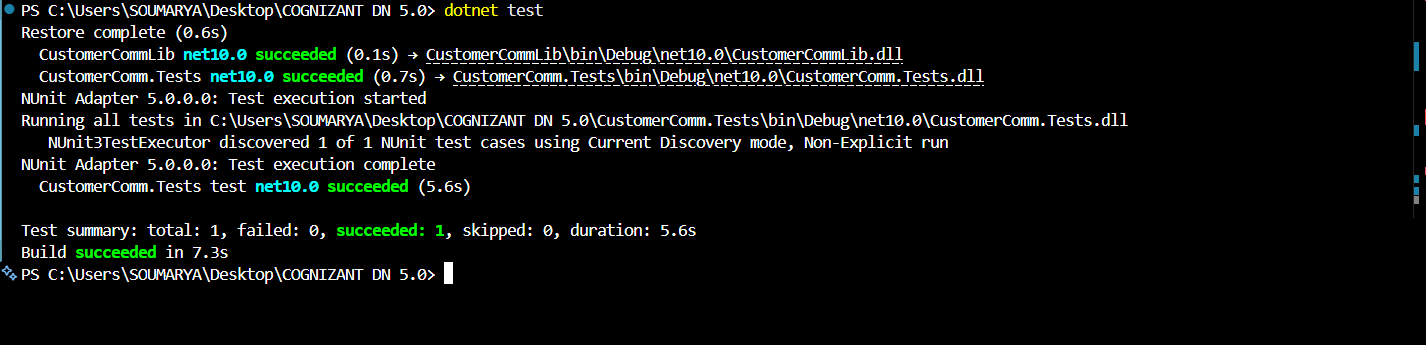 PS C:\Users\SOUMARYA\Desktop\COGNIZANT DN 5.0> dotnet test
Restore complete (0.6s)
CustomerCommLib net10.0 succeeded (0.1s) → CustomerCommLib\bin\Debug\net10.0\CustomerCommLib.dll
CustomerComm.Tests net10.0 succeeded (0.7s) → CustomerComm.Tests\bin\Debug\net10.0\CustomerComm.Tests.dll
NUnit Adapter 5.0.0.0: Test execution started
Running all tests in C:\Users\SOUMARYA\Desktop\COGNIZANT DN 5.0\CustomerComm.Tests\bin\Debug\net10.0\CustomerComm.Tests.dll
NUnit3TestExecutor discovered 1 of 1 NUnit test cases using Current Discovery mode, Non-Explicit run
NUnit Adapter 5.0.0.0: Test execution complete
CustomerComm.Tests test net10.0 succeeded (5.6s)
Test summary: total: 1, failed: 0, succeeded: 1, skipped: 0, duration: 5.6s
Build succeeded in 7.3s
PS C:\Users\SOUMARYA\Desktop\COGNIZANT DN 5.0>